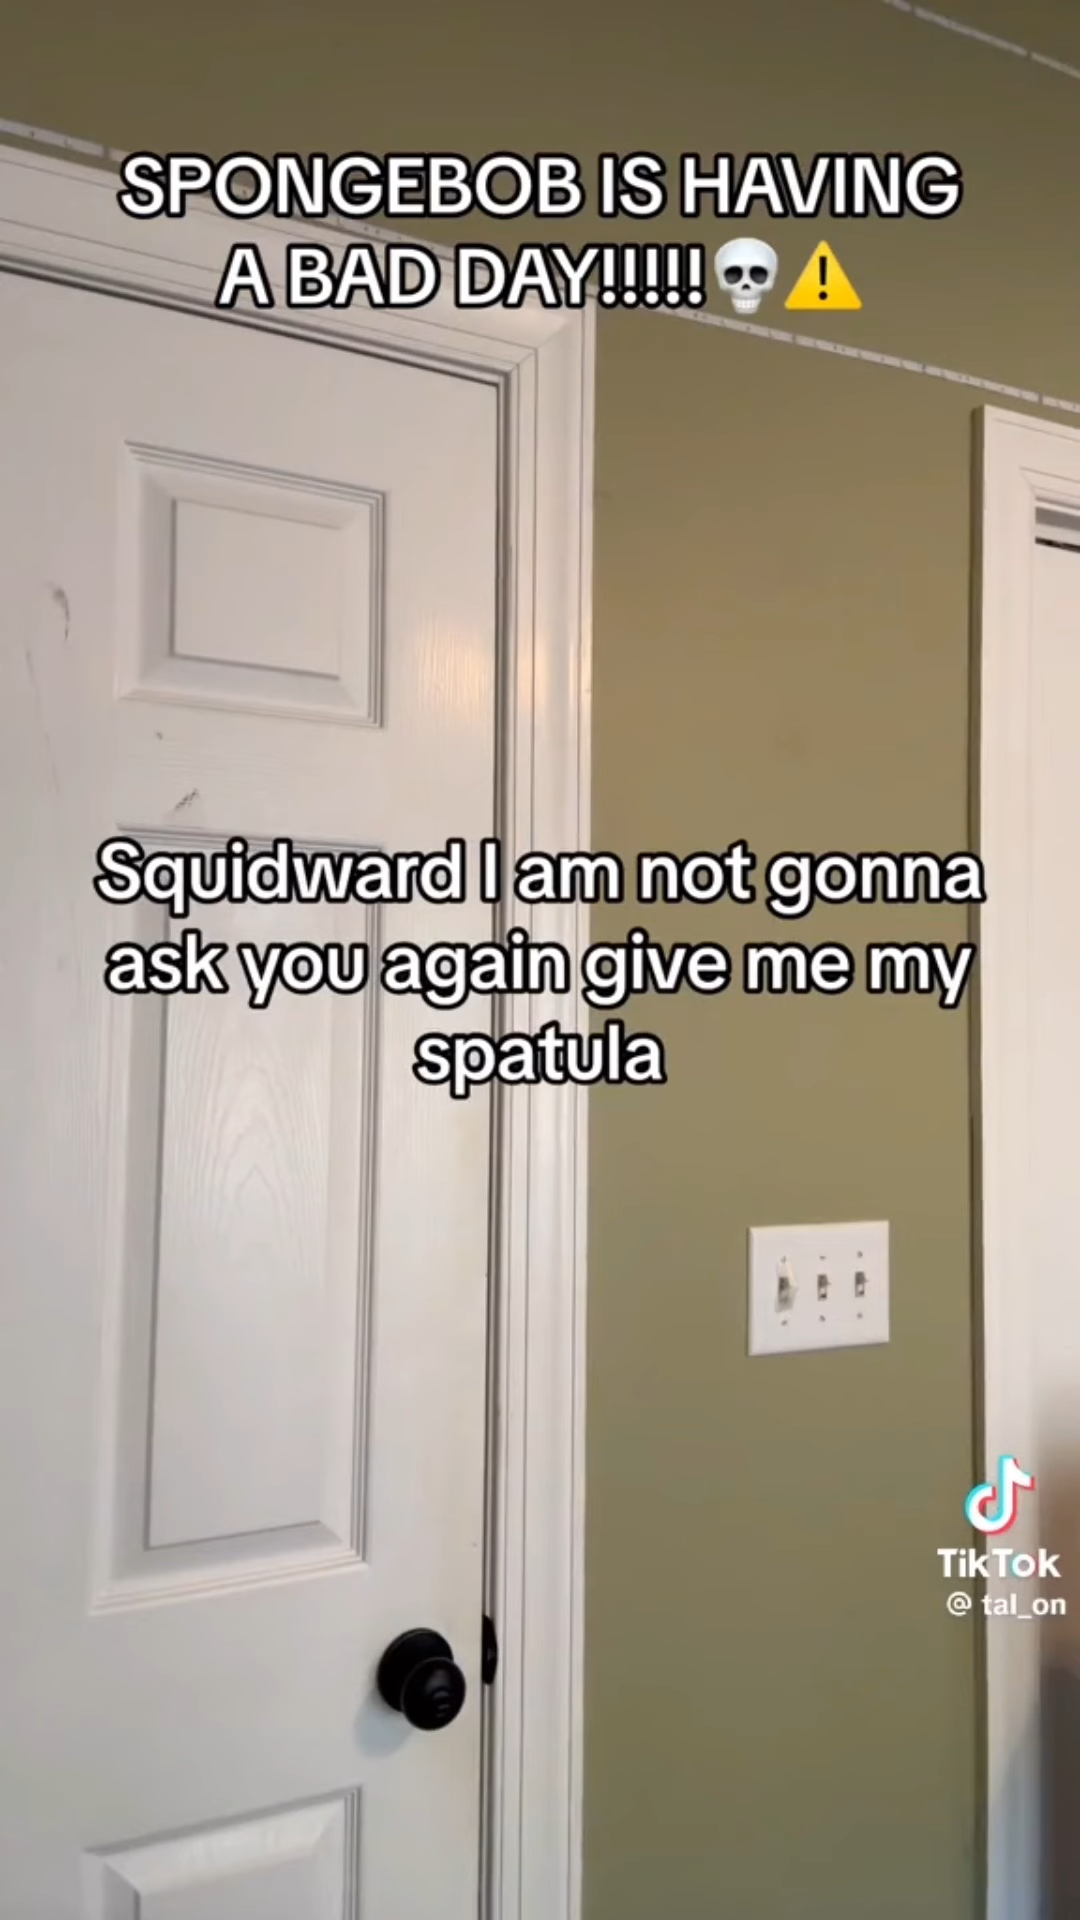 SPONGEBOB IS HAVING
A BAD DAY!!!!!💀⚠️
Squidward I am not gonna
ask you again give me my
spatula
TikTok
@ tal_on